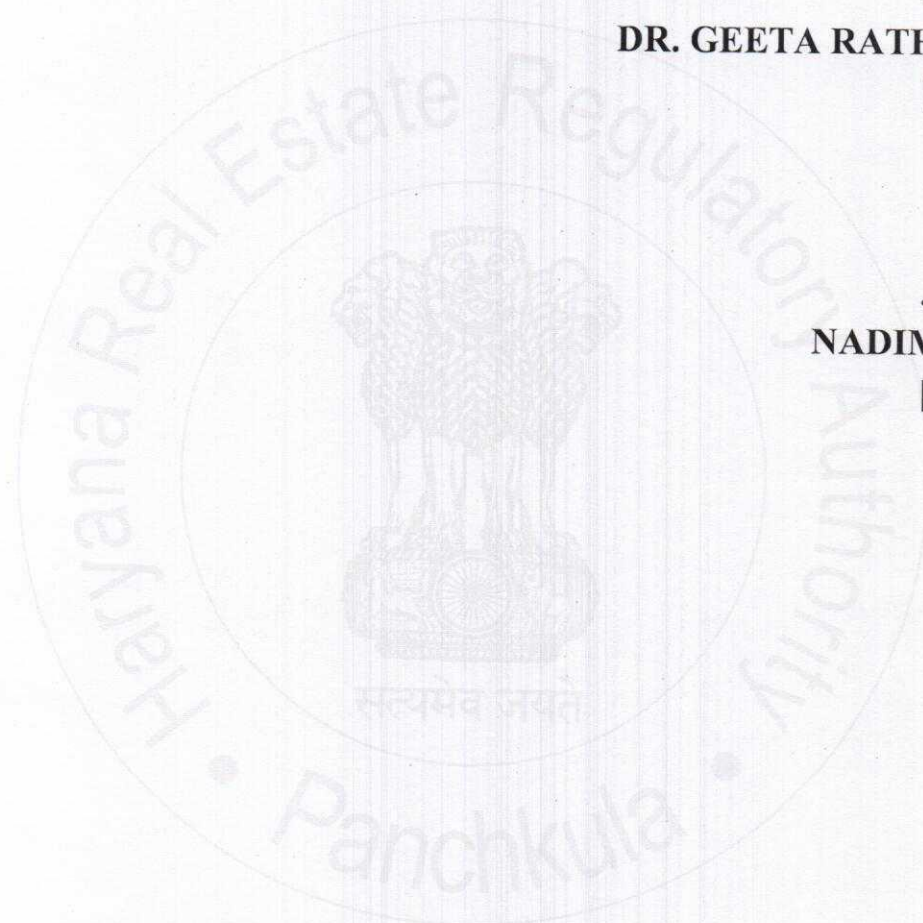 DR. GEETA RATH
NADIM
Haryana Real Estate Regulatory Authority
सत्यमेव जयते
Panchkula